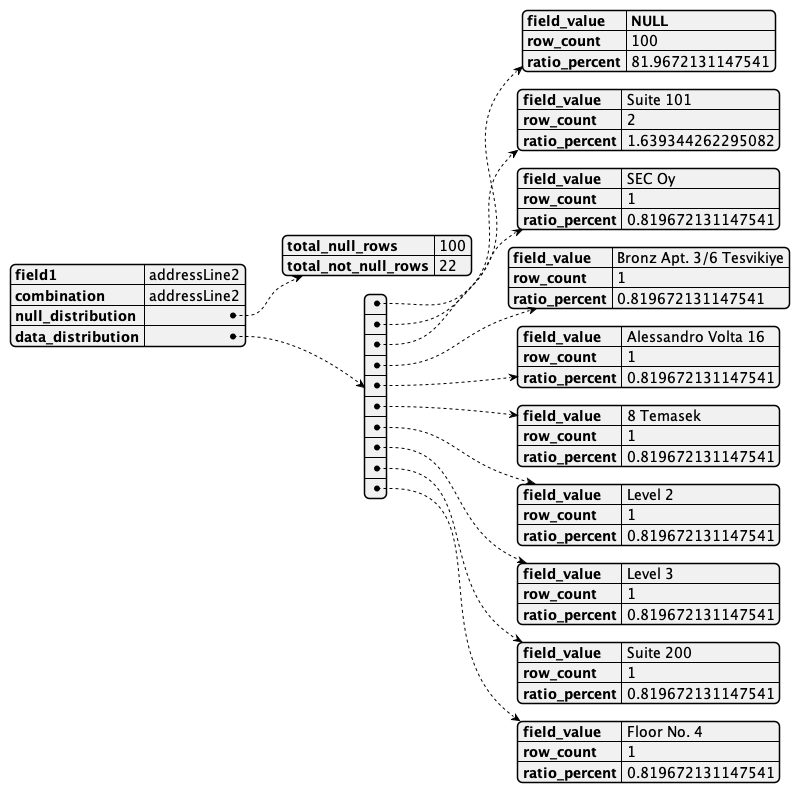 field1 addressLine2
combination addressLine2
null_distribution
data_distribution
total_null_rows 100
total_not_null_rows 22
field_value NULL
row_count 100
ratio_percent 81.9672131147541
field_value Suite 101
row_count 2
ratio_percent 1.639344262295082
field_value SEC Oy
row_count 1
ratio_percent 0.819672131147541
field_value Bronz Apt. 3/6 Tesvikiye
row_count 1
ratio_percent 0.819672131147541
field_value Alessandro Volta 16
row_count 1
ratio_percent 0.819672131147541
field_value 8 Temasek
row_count 1
ratio_percent 0.819672131147541
field_value Level 2
row_count 1
ratio_percent 0.819672131147541
field_value Level 3
row_count 1
ratio_percent 0.819672131147541
field_value Suite 200
row_count 1
ratio_percent 0.819672131147541
field_value Floor No. 4
row_count 1
ratio_percent 0.819672131147541